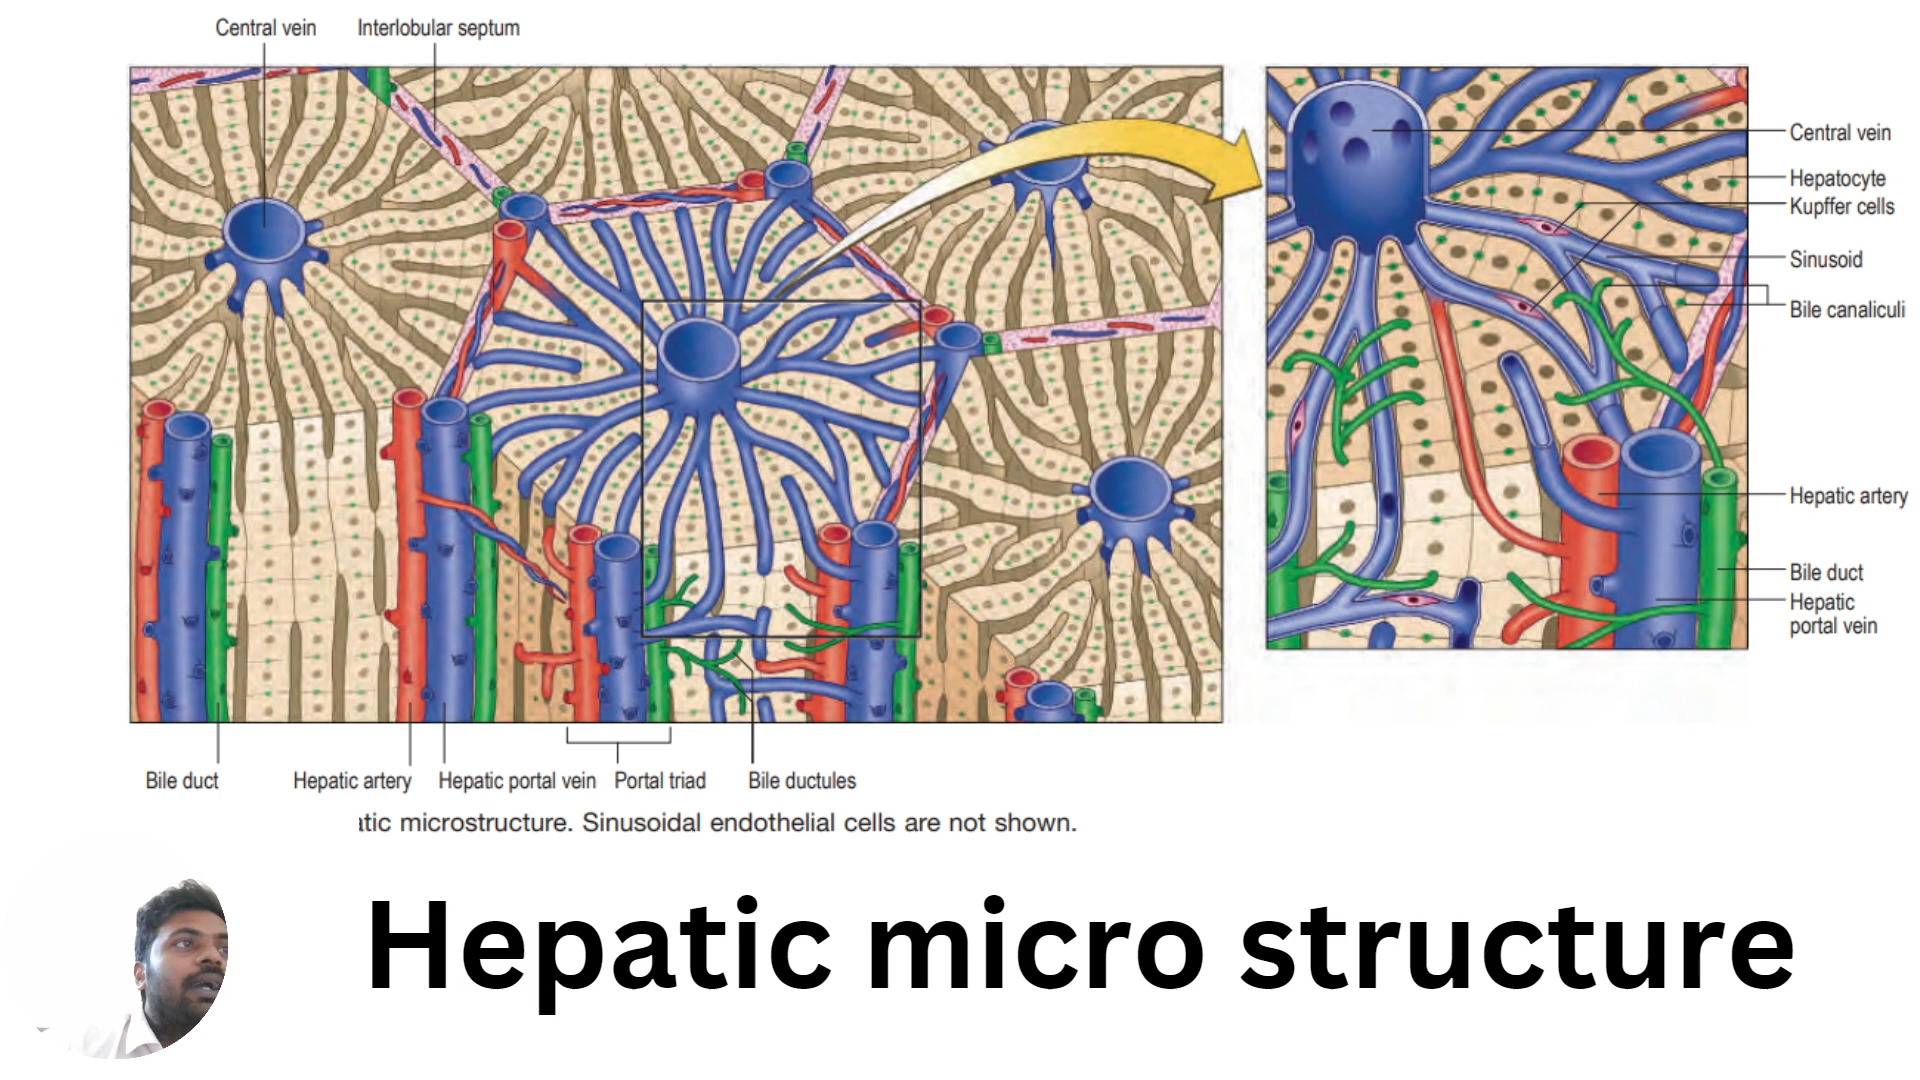 Central vein
Interlobular septum
Central vein
Hepatocyte
Kupffer cells
Sinusoid
Bile canaliculi
Hepatic artery
Bile duct
Hepatic
portal vein
Bile duct
Hepatic artery
Hepatic portal vein
Portal triad
Bile ductules
atic microstructure. Sinusoidal endothelial cells are not shown.
Hepatic micro structure